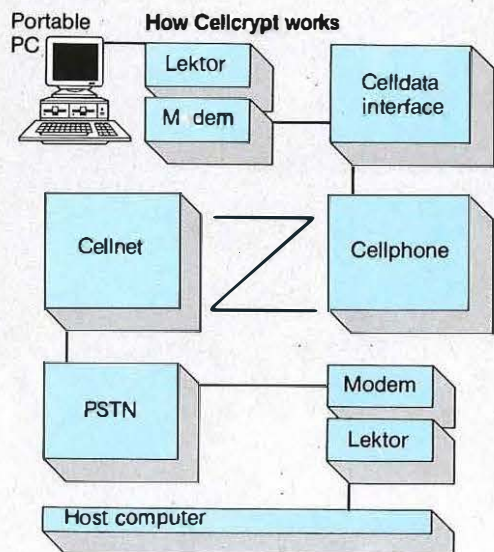 How Cellcrypt works
Portable
PC
Lektor
M dem
Celldata
interface
Cellnet
Cellphone
PSTN
Modem
Lektor
Host computer